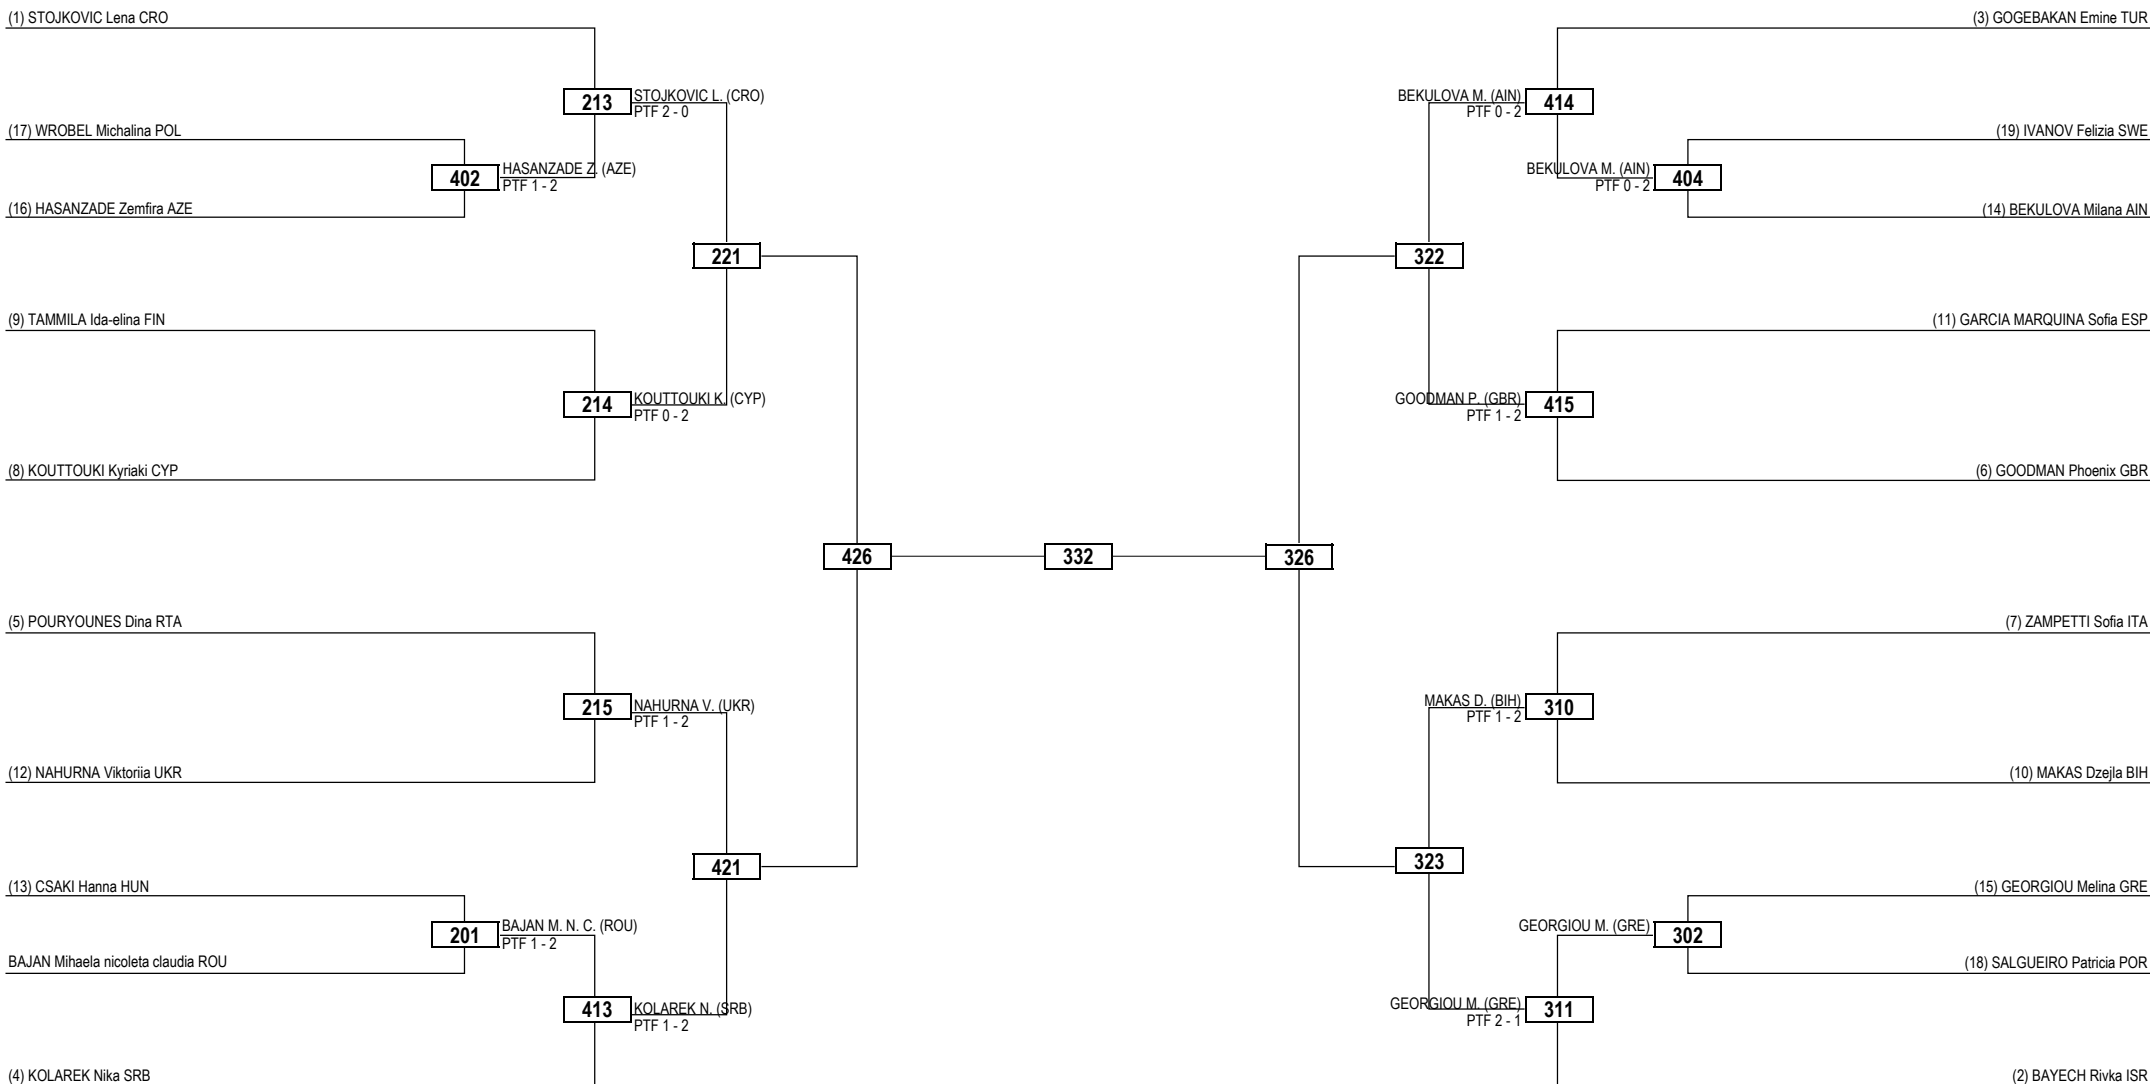 (1) STOJKOVIC Lena CRO
213
STOJKOVIC L. (CRO)
PTF 2 - 0
(17) WROBEL Michalina POL
402
HASANZADE Z. (AZE)
PTF 1 - 2
(16) HASANZADE Zemfira AZE
221
(9) TAMMILA Ida-elina FIN
214
KOUTTOUKI K. (CYP)
PTF 0 - 2
(8) KOUTTOUKI Kyriaki CYP
426
(5) POURYOUNES Dina RTA
215
NAHURNA V. (UKR)
PTF 1 - 2
(12) NAHURNA Viktoriia UKR
421
(13) CSAKI Hanna HUN
201
BAJAN M. N. C. (ROU)
PTF 1 - 2
BAJAN Mihaela nicoleta claudia ROU
413
KOLAREK N. (SRB)
PTF 1 - 2
(4) KOLAREK Nika SRB
332
(3) GOGEBAKAN Emine TUR
BEKULOVA M. (AIN)
PTF 0 - 2
414
(19) IVANOV Felizia SWE
BEKULOVA M. (AIN)
PTF 0 - 2
404
(14) BEKULOVA Milana AIN
322
(11) GARCIA MARQUINA Sofia ESP
GOODMAN P. (GBR)
PTF 1 - 2
415
(6) GOODMAN Phoenix GBR
326
(7) ZAMPETTI Sofia ITA
MAKAS D. (BIH)
PTF 1 - 2
310
(10) MAKAS Dzejla BIH
323
(15) GEORGIOU Melina GRE
GEORGIOU M. (GRE)
302
(18) SALGUEIRO Patricia POR
GEORGIOU M. (GRE)
PTF 2 - 1
311
(2) BAYECH Rivka ISR